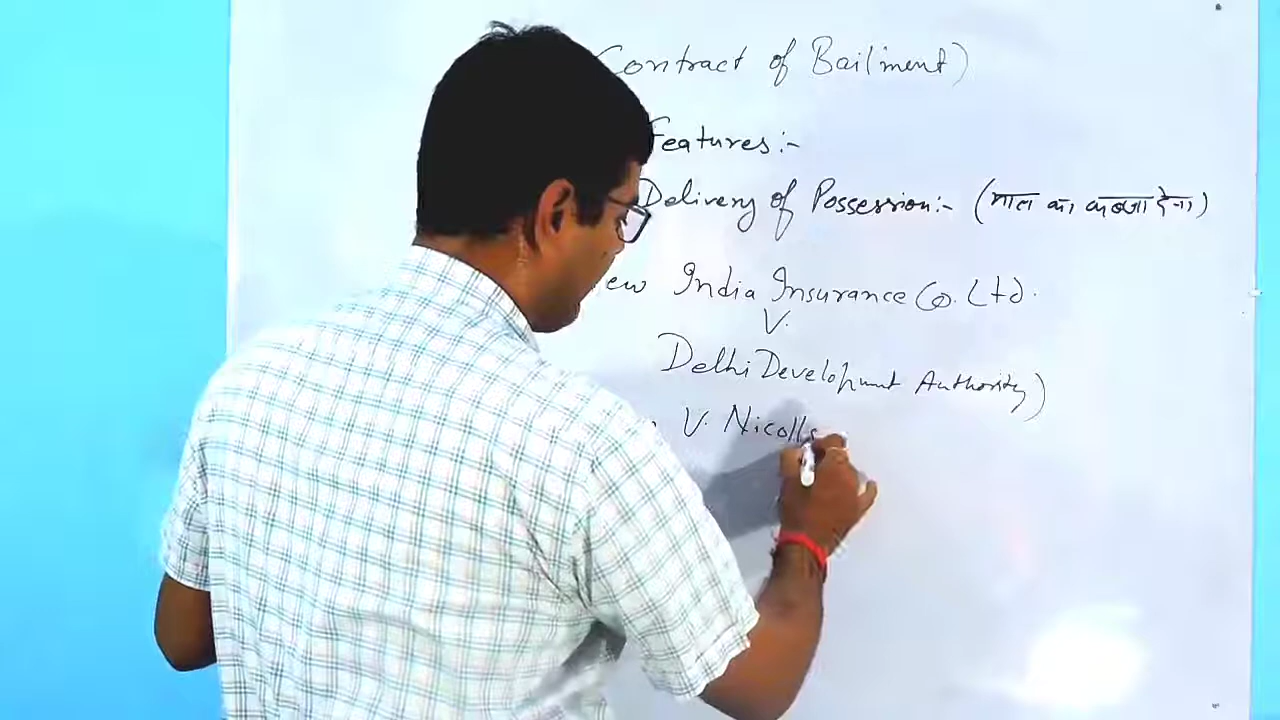 Contract of Bailment)
Features :-
Delivery of Possession:- (माल का कब्जा देना)
ew India Insurance Co. Ltd.
V.
Delhi Development Authority)
V. Nicolls